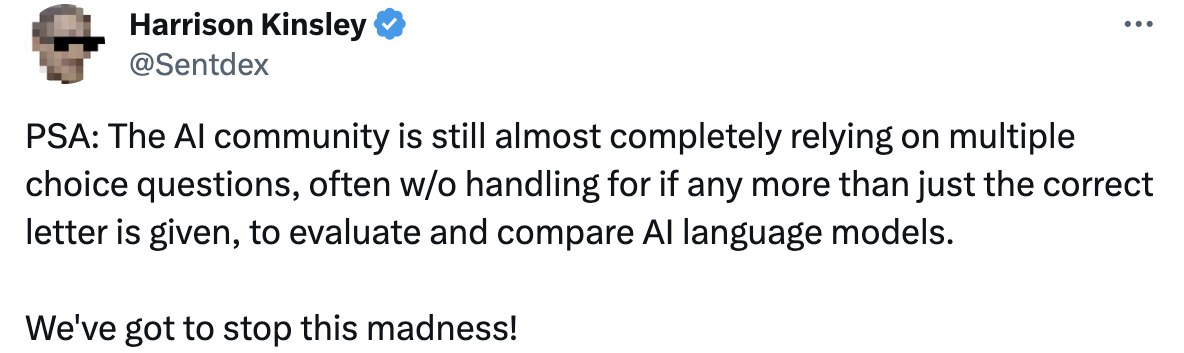 Harrison Kinsley
@Sentdex
PSA: The AI community is still almost completely relying on multiple
choice questions, often w/o handling for if any more than just the correct
letter is given, to evaluate and compare AI language models.
We've got to stop this madness!